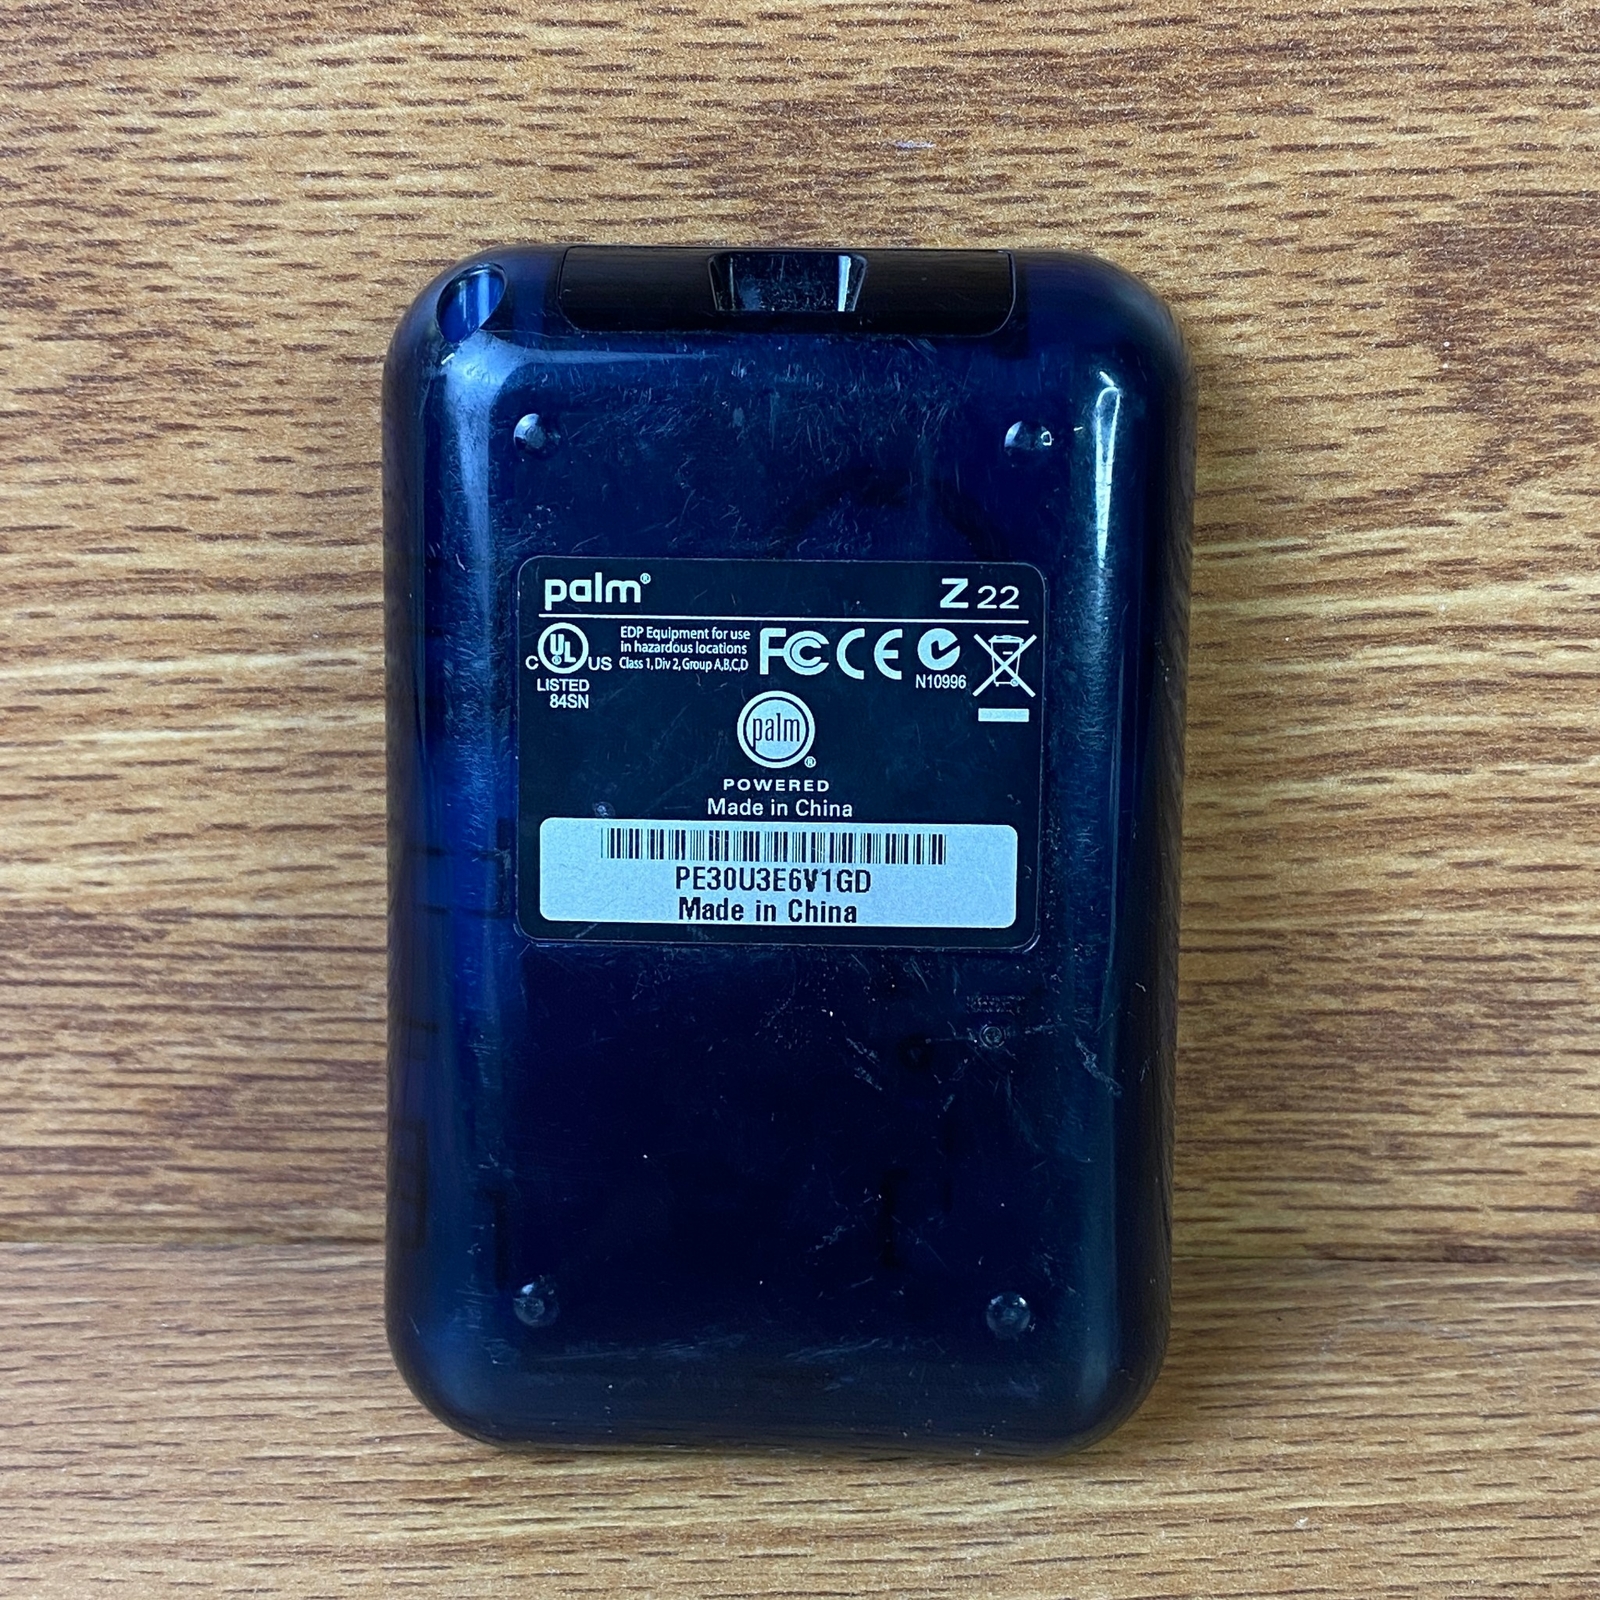 palm® Z 22
C UL ® US
LISTED
84SN
EDP Equipment for use
in hazardous locations
Class 1, Div 2, Group A,B,C,D
FC CE
N10996
palm ®
POWERED
Made in China
PE30U3E6V1GD
Made in China